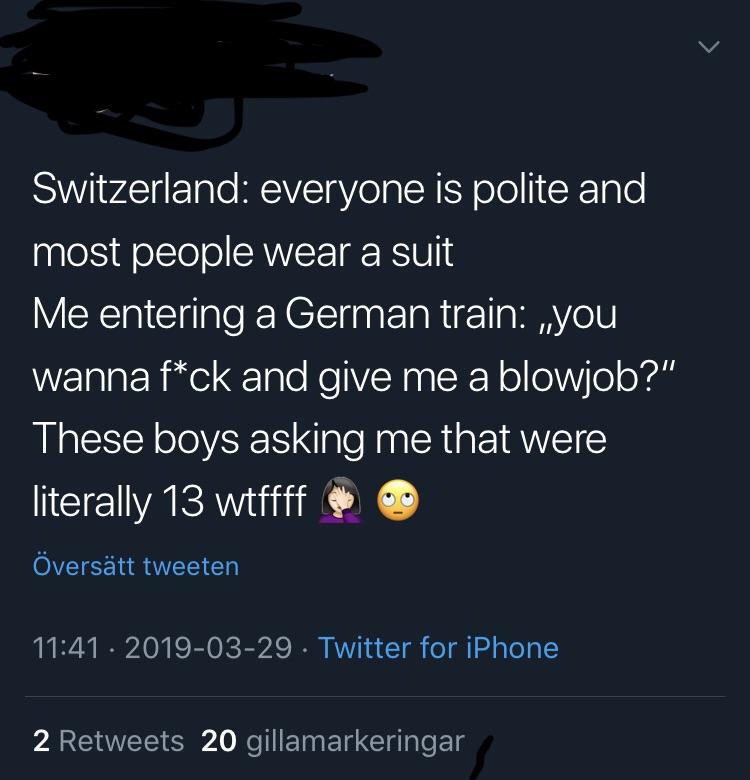 Switzerland: everyone is polite and
most people wear a suit
Me entering a German train: „you
wanna f*ck and give me a blowjob?“
These boys asking me that were
literally 13 wtffff 🤦🏻‍♀️ 🙄
Översätt tweeten
11:41 · 2019-03-29 · Twitter for iPhone
2 Retweets 20 gillamarkeringar